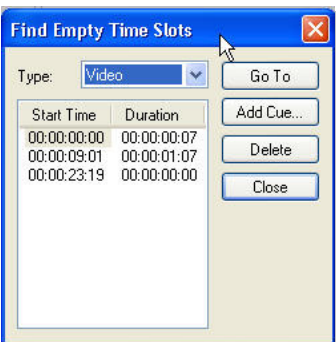 Find Empty Time Slots
Type: Video
Go To
Start Time Duration
Add Cue...
00:00:00:00 00:00:00:07
00:00:09:01 00:00:01:07
Delete
00:00:23:19 00:00:00:00
Close